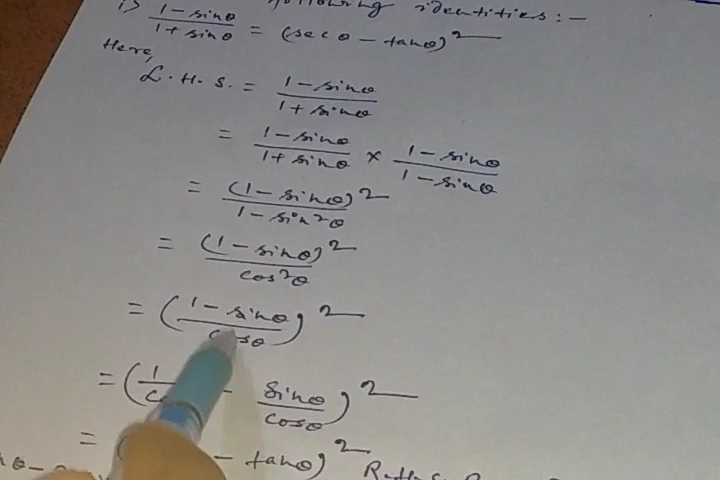 following identities :-
i> (1 - sinθ)/(1 + sinθ) = (secθ - tanθ)²
Here,
L.H.S. = (1 - sinθ)/(1 + sinθ)
= (1 - sinθ)/(1 + sinθ) × (1 - sinθ)/(1 - sinθ)
= (1 - sinθ)²/(1 - sin²θ)
= (1 - sinθ)²/cos²θ
= ((1 - sinθ)/cosθ)²
= (1/ - sinθ/cosθ)²
= ( - tanθ)²